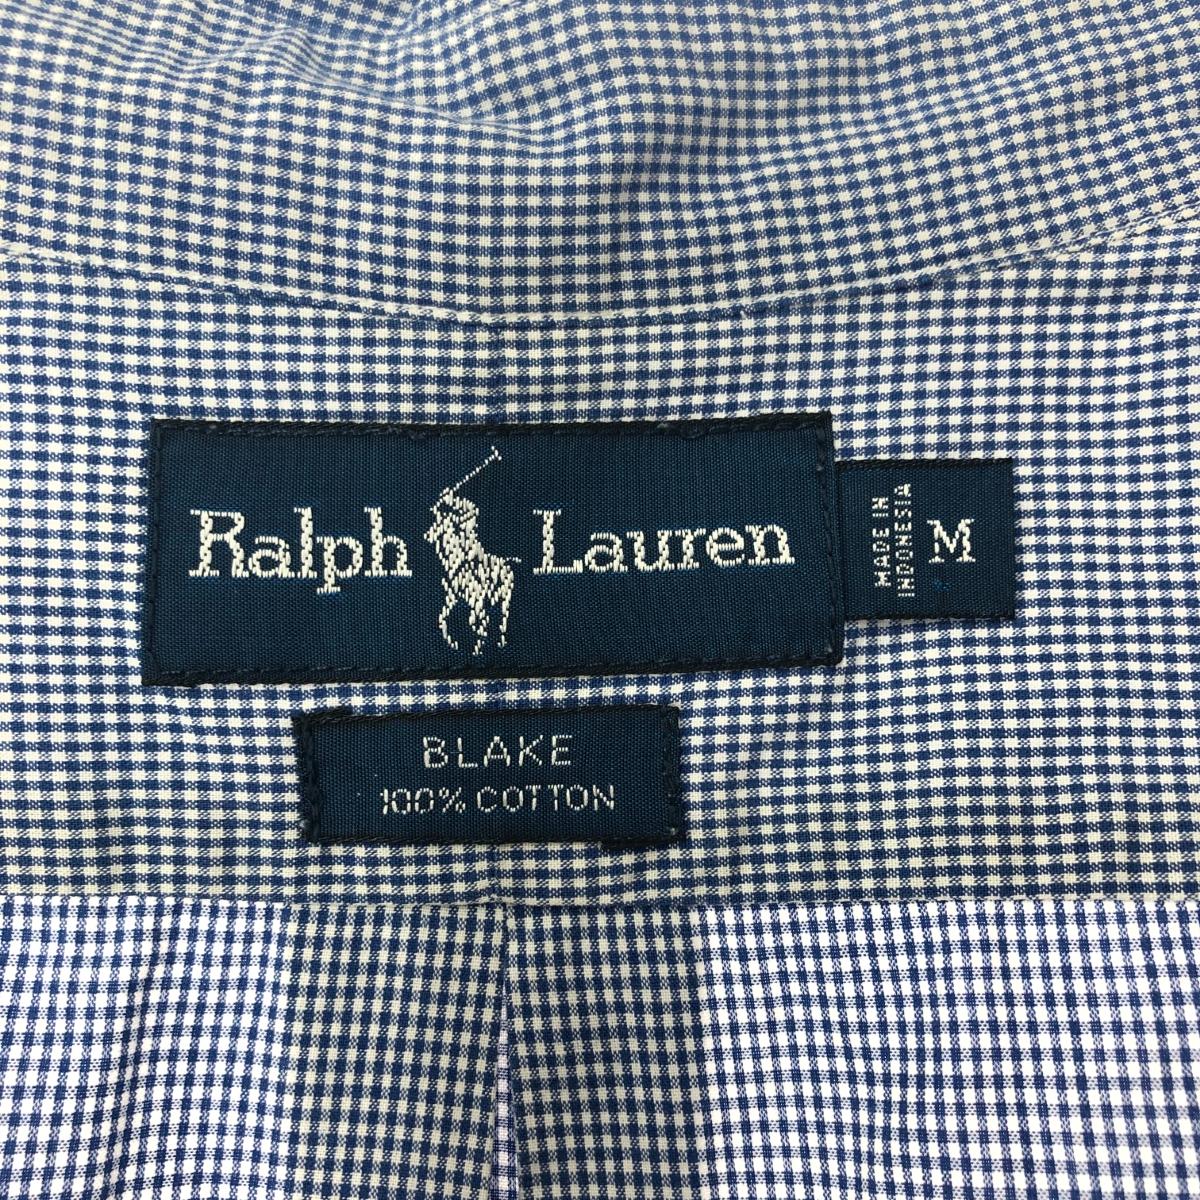 Ralph Lauren
MADE IN
INDONESIA
M
BLAKE
100% COTTON